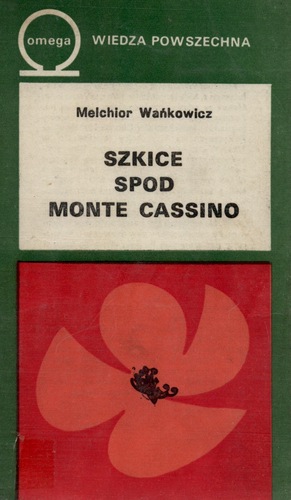 omega
WIEDZA POWSZECHNA
Melchior Wańkowicz
SZKICE
SPOD
MONTE CASSINO